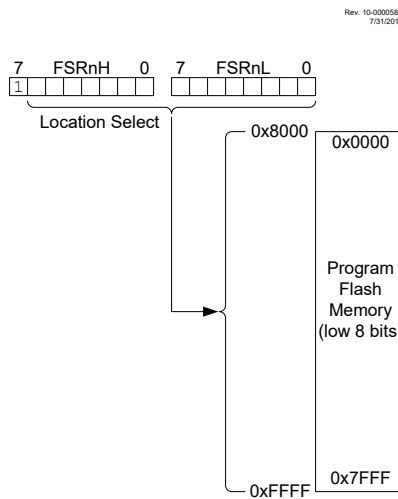 Rev. 10-000058
7/31/201
7 FSRnH 0 7 FSRnL 0
1
Location Select
0x8000
0x0000
Program
Flash
Memory
(low 8 bits
0x7FFF
0xFFFF